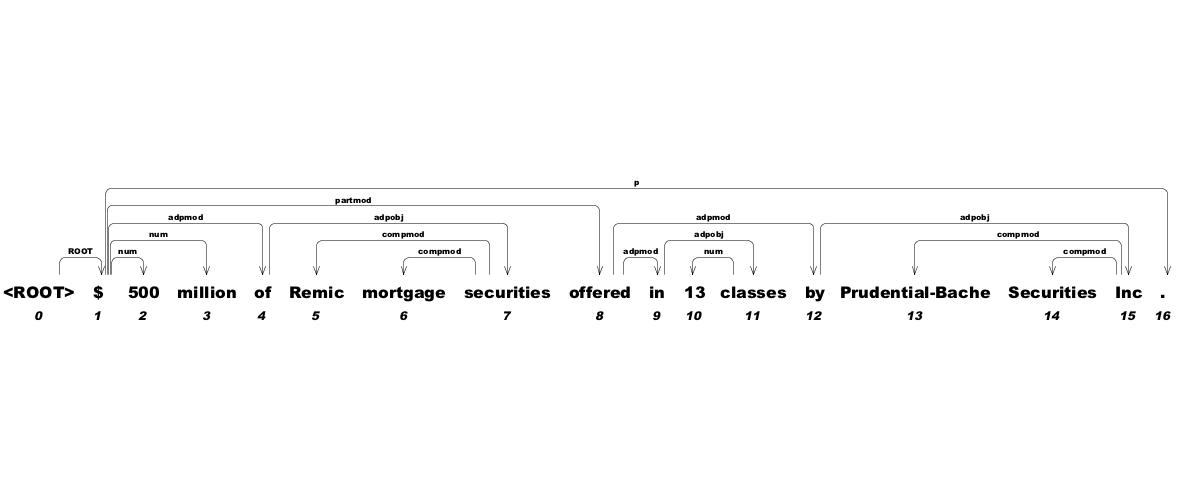 p
partmod
adpmod adpobj adpmod adpobj
num compmod adpobj compmod
ROOT num compmod adpmod num compmod
<ROOT> $ 500 million of Remic mortgage securities offered in 13 classes by Prudential-Bache Securities Inc .
0 1 2 3 4 5 6 7 8 9 10 11 12 13 14 15 16